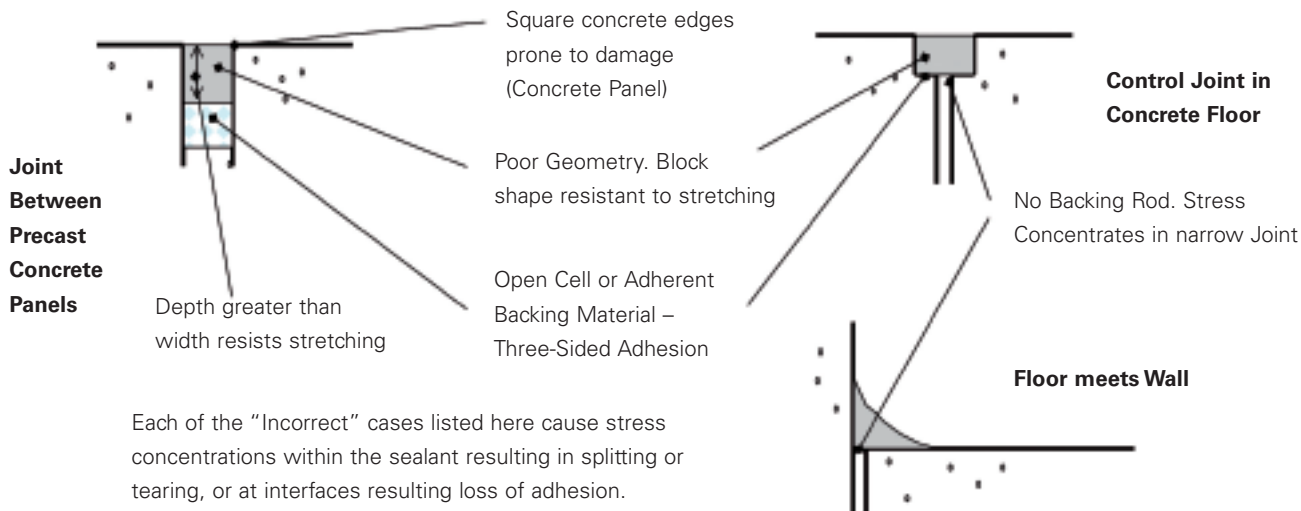 Square concrete edges
prone to damage
(Concrete Panel)
Control Joint in
Concrete Floor
Joint
Between
Precast
Concrete
Panels
Poor Geometry. Block
shape resistant to stretching
No Backing Rod. Stress
Concentrates in narrow Joint
Depth greater than
width resists stretching
Open Cell or Adherent
Backing Material –
Three-Sided Adhesion
Floor meets Wall
Each of the “Incorrect” cases listed here cause stress
concentrations within the sealant resulting in splitting or
tearing, or at interfaces resulting loss of adhesion.